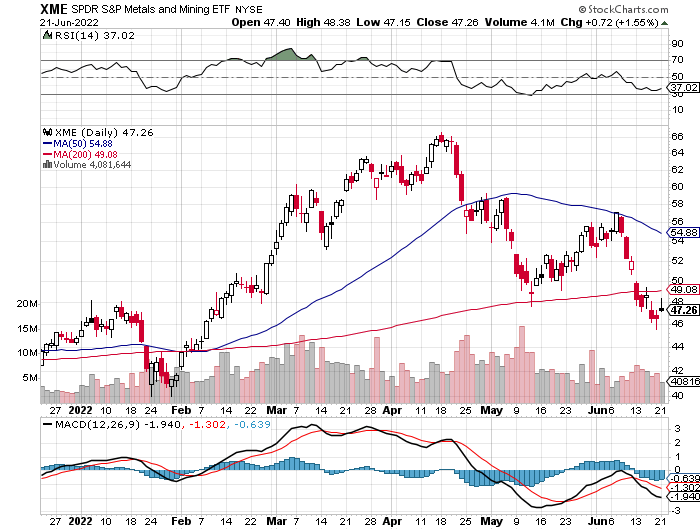 XME SPDR S&P Metals and Mining ETF NYSE © StockCharts.com
21-Jun-2022 Open 47.40 High 48.38 Low 47.15 Close 47.26 Volume 4.1M Chg +0.72 (+1.55%)
RSI(14) 37.02
90
70
50
37.02
30
10
XME (Daily) 47.26
MA(50) 54.88
MA(200) 49.08
Volume 4,081,644
66
64
62
60
58
56
54.88
54
52
50
49.08
48
47.26
46
44
42
40816
40
20M
15M
10M
5M
27 2022 10 18 24 Feb 7 14 22 Mar 7 14 21 28 Apr 11 18 25 May 9 16 23 Jun 6 13 21
MACD(12,26,9) -1.940, -1.302, -0.639
3
2
1
0
-0.639
-1.302
-1.940
-3
27 2022 10 18 24 Feb 7 14 22 Mar 7 14 21 28 Apr 11 18 25 May 9 16 23 Jun 6 13 21